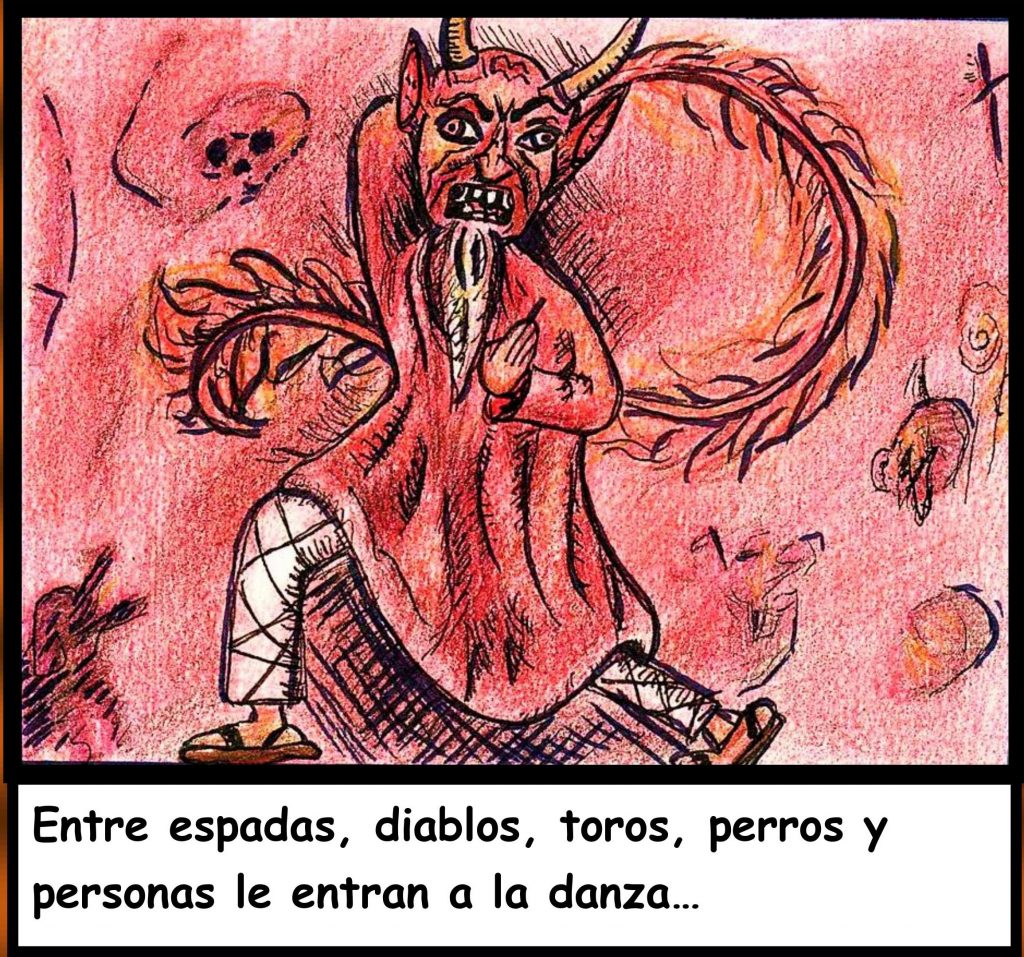 Entre espadas, diablos, toros, perros y
personas le entran a la danza...